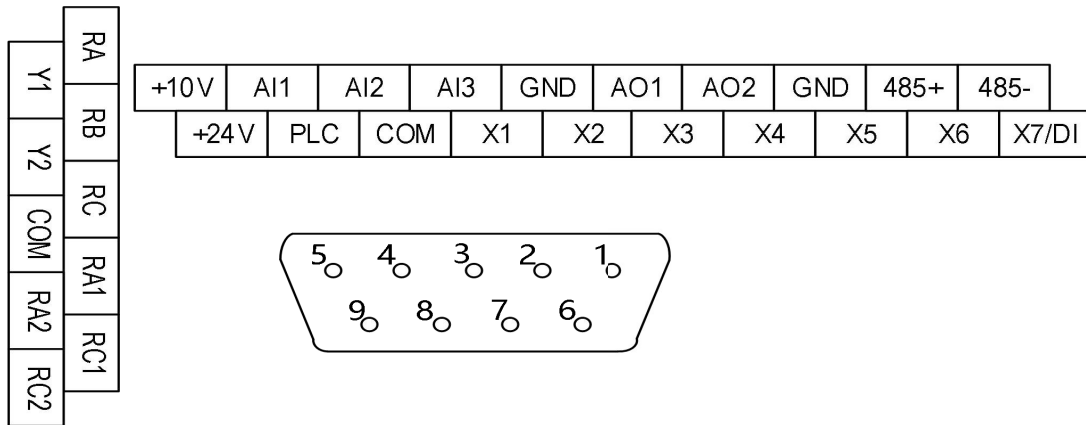 RA
RB
RC
RA1
RC1
Y1
Y2
COM
RA2
RC2
+10V AI1 AI2 AI3 GND AO1 AO2 GND 485+ 485-
+24V PLC COM X1 X2 X3 X4 X5 X6 X7/DI
5 4 3 2 1
9 8 7 6